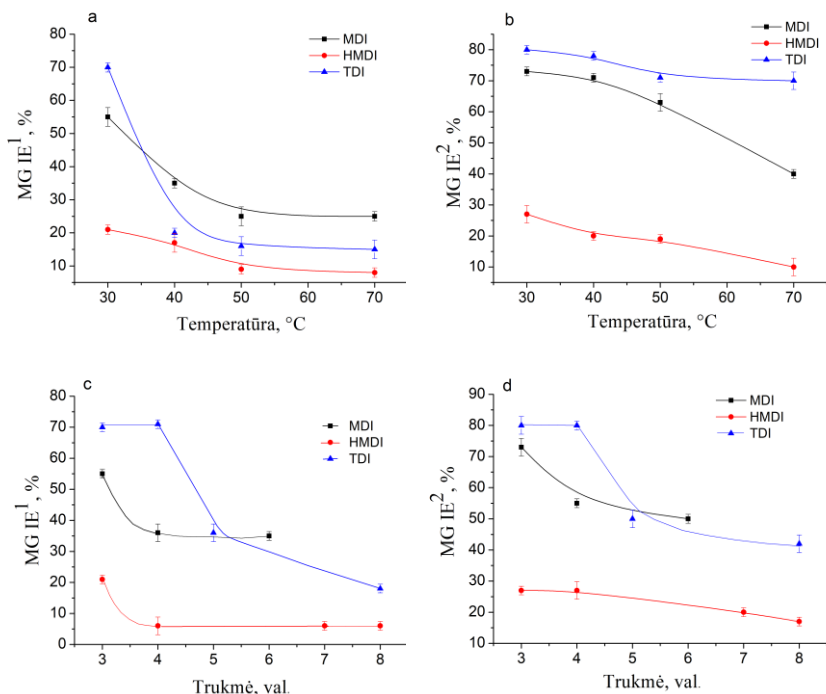 a
MDI
HMDI
TDI
MG IE¹, %
80
70
60
50
40
30
20
10
30 40 50 60 70
Temperatūra, °C
b
MDI
HMDI
TDI
MG IE², %
90
80
70
60
50
40
30
20
10
30 40 50 60 70
Temperatūra, °C
c
MDI
HMDI
TDI
MG IE¹, %
80
70
60
50
40
30
20
10
0
3 4 5 6 7 8
Trukmė, val.
d
MDI
HMDI
TDI
MG IE², %
90
80
70
60
50
40
30
20
10
3 4 5 6 7 8
Trukmė, val.